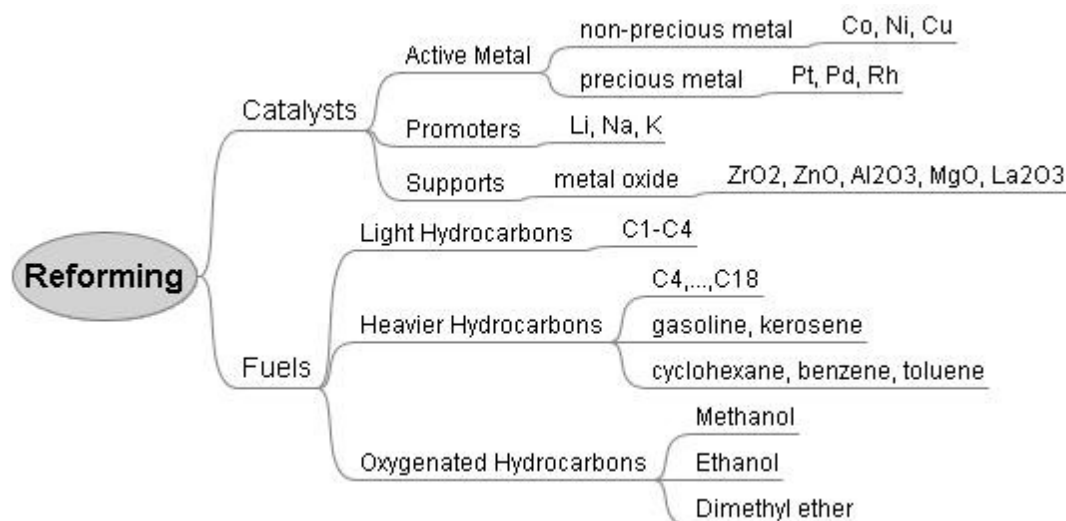 Reforming
Catalysts
Active Metal
non-precious metal
Co, Ni, Cu
precious metal
Pt, Pd, Rh
Promoters
Li, Na, K
Supports
metal oxide
ZrO2, ZnO, Al2O3, MgO, La2O3
Fuels
Light Hydrocarbons
C1-C4
Heavier Hydrocarbons
C4,...,C18
gasoline, kerosene
cyclohexane, benzene, toluene
Oxygenated Hydrocarbons
Methanol
Ethanol
Dimethyl ether